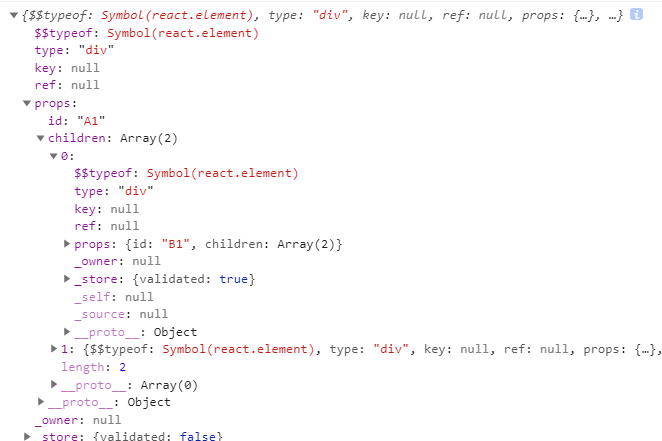 {$$typeof: Symbol(react.element), type: "div", key: null, ref: null, props: {…}, …} i
$$typeof: Symbol(react.element)
type: "div"
key: null
ref: null
props:
id: "A1"
children: Array(2)
0:
$$typeof: Symbol(react.element)
type: "div"
key: null
ref: null
props: {id: "B1", children: Array(2)}
_owner: null
_store: {validated: true}
_self: null
_source: null
__proto__: Object
1: {$$typeof: Symbol(react.element), type: "div", key: null, ref: null, props: {…},
length: 2
__proto__: Array(0)
__proto__: Object
_owner: null
_store: {validated: false}